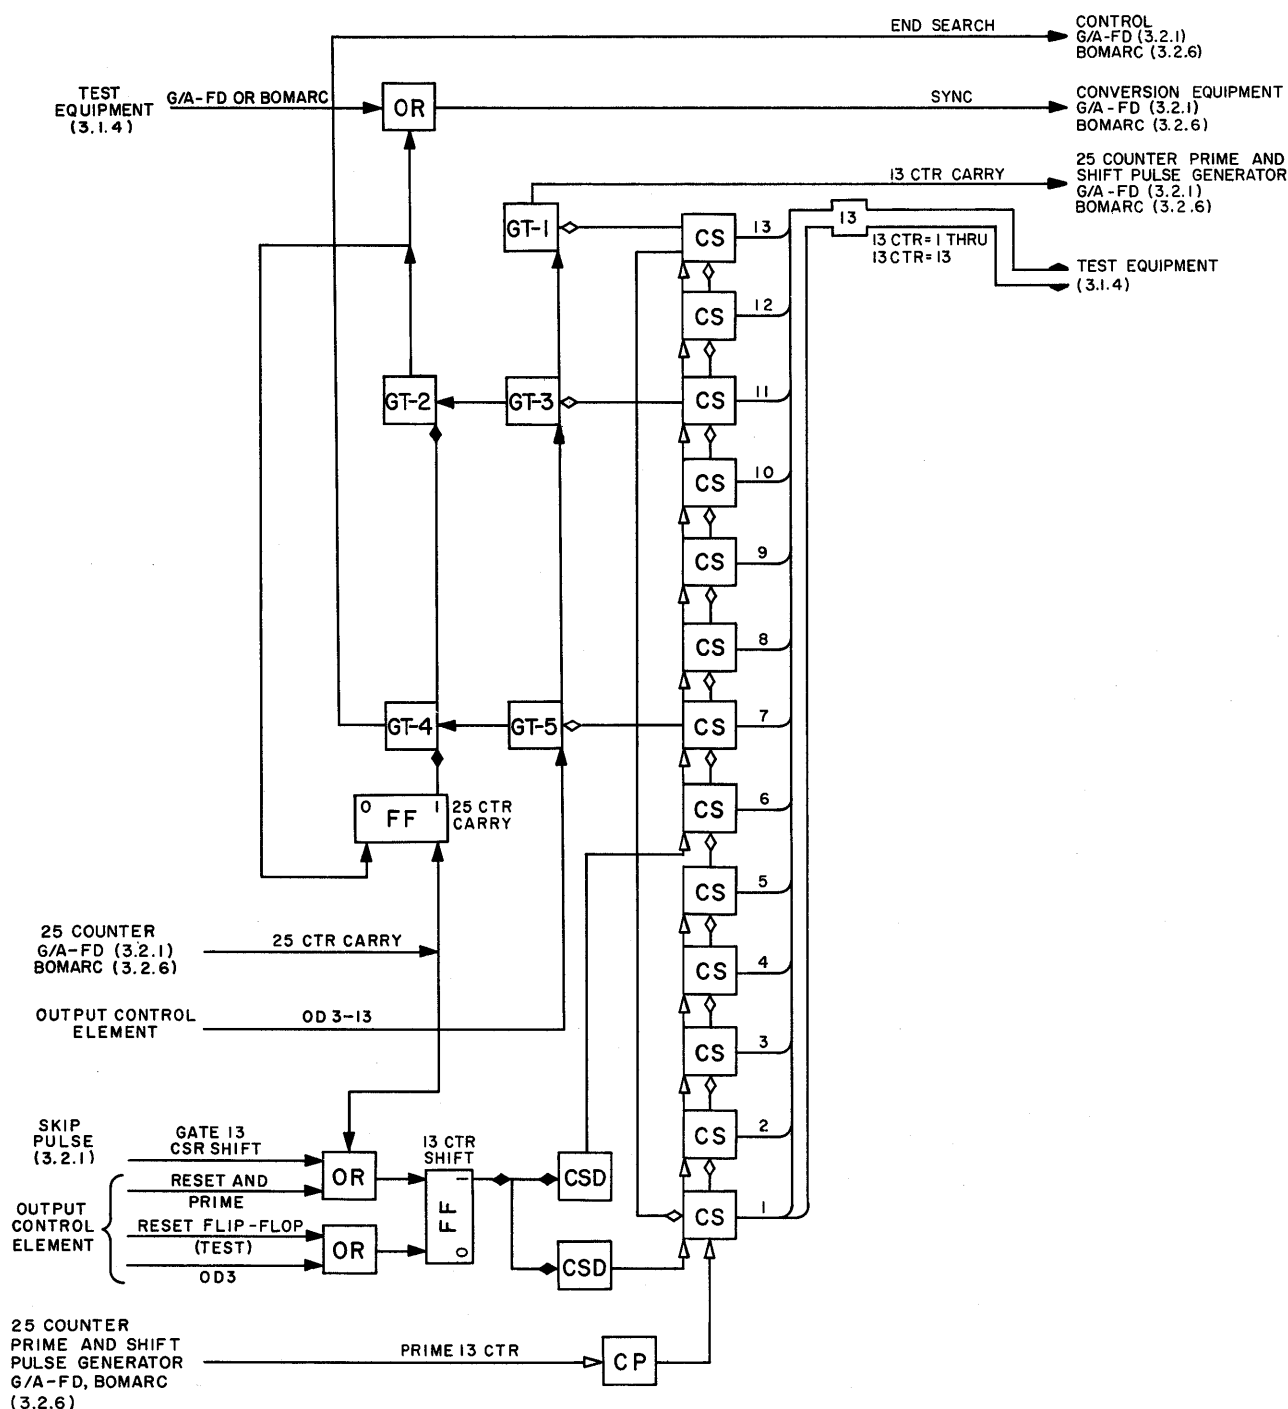 END SEARCH
CONTROL
G/A-FD (3.2.1)
BOMARC (3.2.6)
TEST
EQUIPMENT
(3.1.4)
G/A-FD OR BOMARC
OR
SYNC
CONVERSION EQUIPMENT
G/A-FD (3.2.1)
BOMARC (3.2.6)
13 CTR CARRY
25 COUNTER PRIME AND
SHIFT PULSE GENERATOR
G/A-FD (3.2.1)
BOMARC (3.2.6)
GT-1
CS
13
13
13 CTR=1 THRU
13 CTR=13
TEST EQUIPMENT
(3.1.4)
CS
12
GT-2
GT-3
CS
11
CS
10
CS
9
CS
8
GT-4
GT-5
CS
7
0
FF
1
25 CTR
CARRY
CS
6
CS
5
25 COUNTER
G/A-FD (3.2.1)
BOMARC (3.2.6)
25 CTR CARRY
CS
4
OUTPUT CONTROL
ELEMENT
OD 3-13
CS
3
CS
2
SKIP
PULSE
(3.2.1)
GATE 13
CSR SHIFT
OUTPUT
CONTROL
ELEMENT
RESET AND
PRIME
RESET FLIP-FLOP
(TEST)
OD3
OR
OR
13 CTR
SHIFT
1
FF
0
CSD
CSD
CS
1
25 COUNTER
PRIME AND SHIFT
PULSE GENERATOR
G/A-FD, BOMARC
(3.2.6)
PRIME 13 CTR
CP